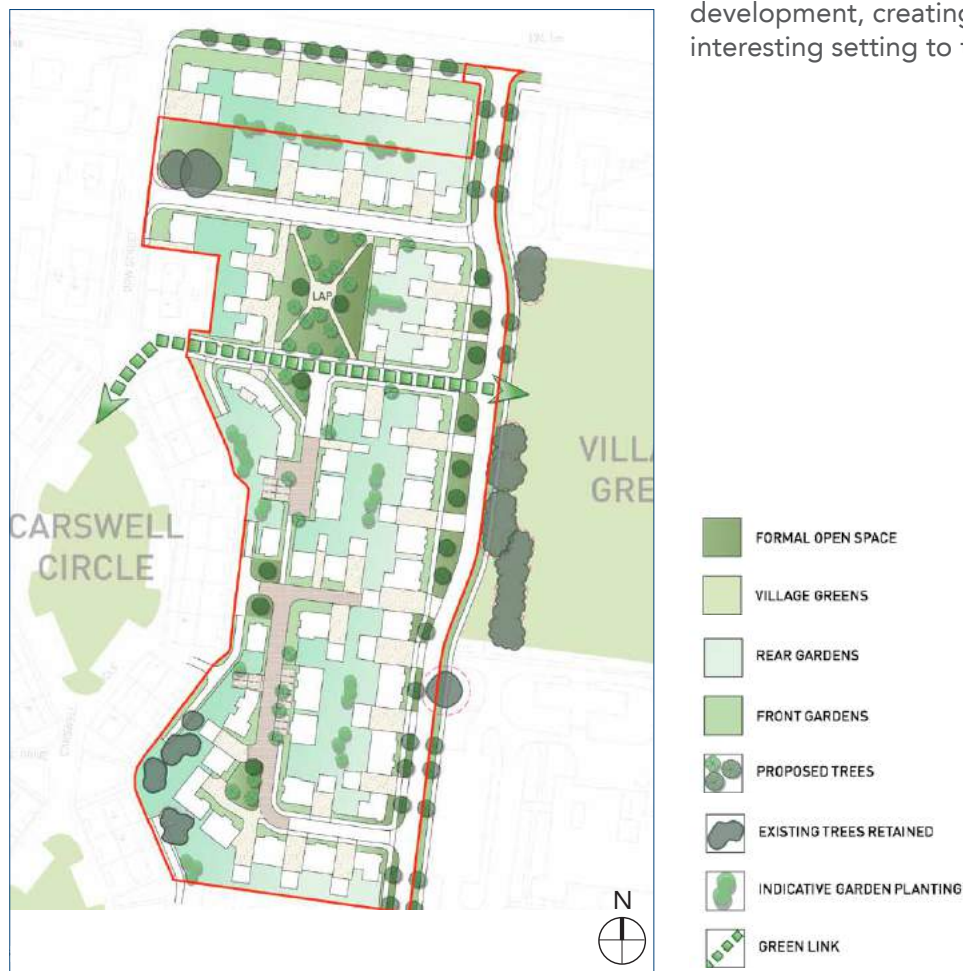 development, creating
interesting setting to
LAP
VILL
GRE
CARSWELL
CIRCLE
N
FORMAL OPEN SPACE
VILLAGE GREENS
REAR GARDENS
FRONT GARDENS
PROPOSED TREES
EXISTING TREES RETAINED
INDICATIVE GARDEN PLANTING
GREEN LINK